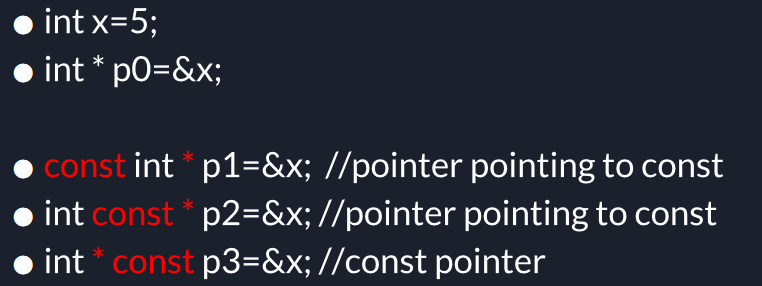 ● int x=5;
● int * p0=&x;
● const int * p1=&x; //pointer pointing to const
● int const * p2=&x; //pointer pointing to const
● int * const p3=&x; //const pointer